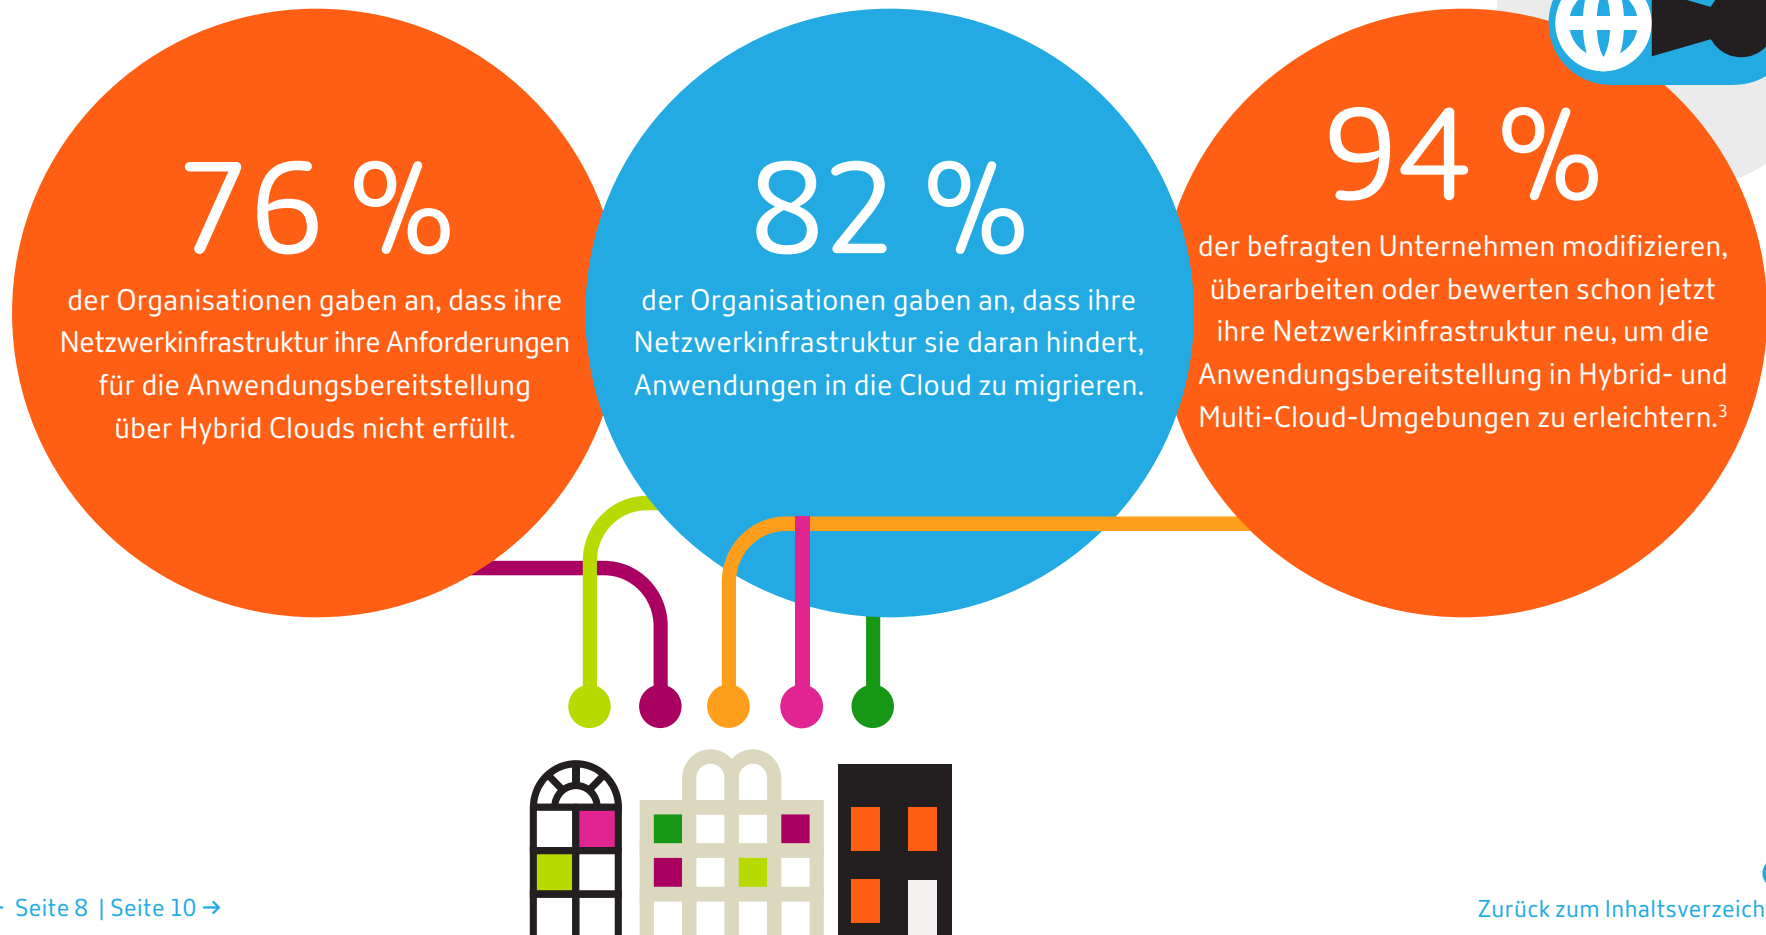 76 %
der Organisationen gaben an, dass ihre
Netzwerkinfrastruktur ihre Anforderungen
für die Anwendungsbereitstellung
über Hybrid Clouds nicht erfüllt.
82 %
der Organisationen gaben an, dass ihre
Netzwerkinfrastruktur sie daran hindert,
Anwendungen in die Cloud zu migrieren.
94 %
der befragten Unternehmen modifizieren,
überarbeiten oder bewerten schon jetzt
ihre Netzwerkinfrastruktur neu, um die
Anwendungsbereitstellung in Hybrid- und
Multi-Cloud-Umgebungen zu erleichtern.³
Seite 8 | Seite 10 →
Zurück zum Inhaltsverzeich